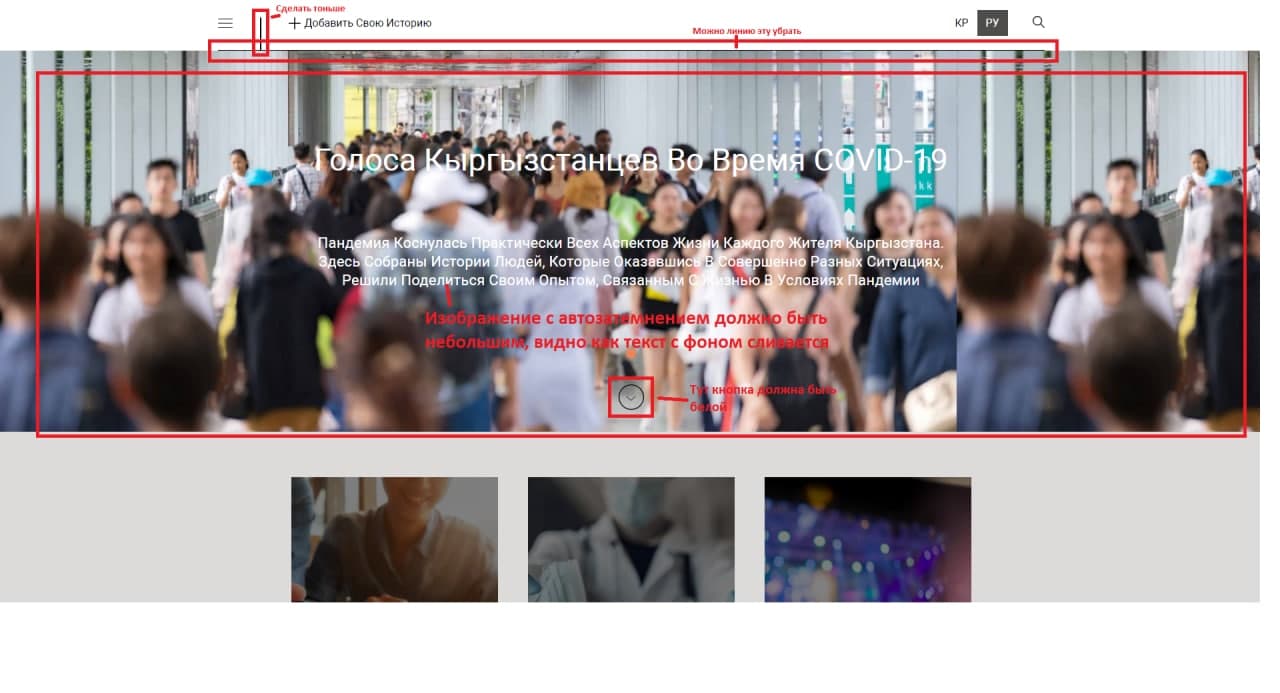 Сделать тоньше
Добавить Свою Историю
КР
РУ
Можно линию эту убрать
Голоса Кыргызстанцев Во Время COVID-19
Пандемия Коснулась Практически Всех Аспектов Жизни Каждого Жителя Кыргызстана.
Здесь Собраны Истории Людей, Которые Оказавшись В Совершенно Разных Ситуациях,
Решили Поделиться Своим Опытом, Связанным С Жизнью В Условиях Пандемии
Изображение с автозатемнением должно быть
небольшим, видно как текст с фоном сливается
Тут кнопка должна быть
белой